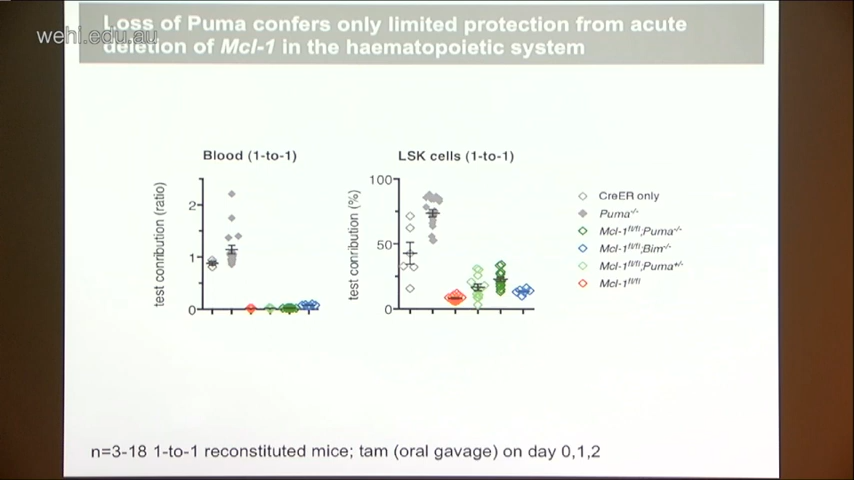 Loss of Puma confers only limited protection from acute
wehi.edu.au
deletion of Mcl-1 in the haematopoietic system
Blood (1-to-1)
LSK cells (1-to-1)
test conribution (ratio)
2
1
0
test conribution (%)
100
50
0
CreER only
Puma-/-
Mcl-1fl/fl;Puma-/-
Mcl-1fl/fl;Bim-/-
Mcl-1fl/fl;Puma+/-
Mcl-1fl/fl
n=3-18 1-to-1 reconstituted mice; tam (oral gavage) on day 0,1,2